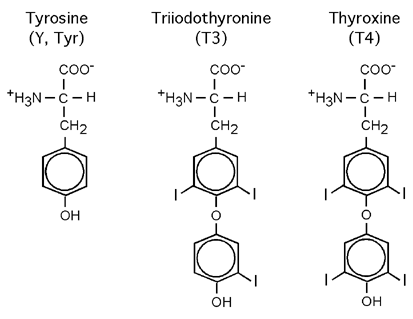 Tyrosine
(Y, Tyr)
Triiodothyronine
(T3)
Thyroxine
(T4)
COO⁻
⁺H₃N–C–H
CH₂
OH
COO⁻
⁺H₃N–C–H
CH₂
I I
O
I
OH
COO⁻
⁺H₃N–C–H
CH₂
I I
O
I I
OH